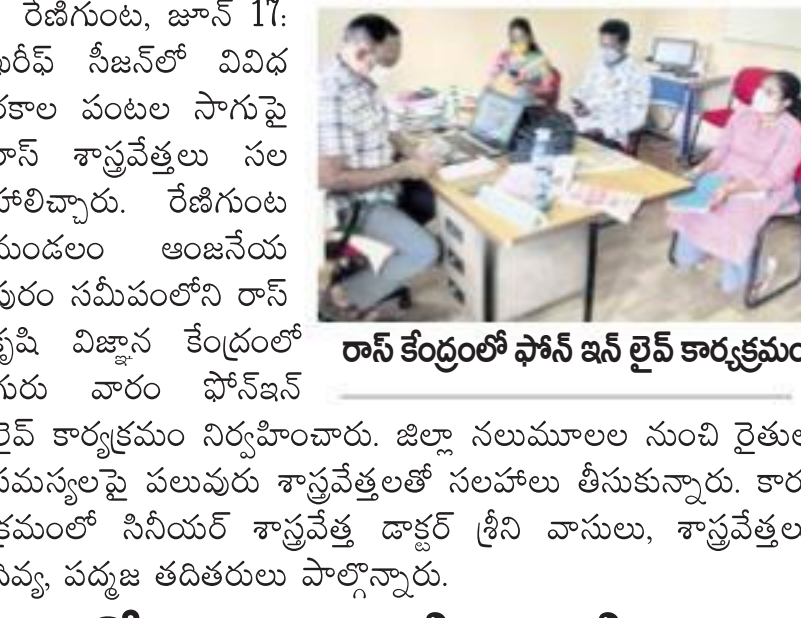 రేణిగుంట, జూన్ 17:
ఖరీఫ్ సీజన్‌లో వివిధ
రకాల పంటల సాగుపై
రాస్ శాస్త్రవేత్తలు సల
హాలిచ్చారు. రేణిగుంట
మండలం ఆంజనేయ
పురం సమీపంలోని రాస్
కృషి విజ్ఞాన కేంద్రంలో
గురు వారం ఫోన్ఇన్
రాస్ కేంద్రంలో ఫోన్ ఇన్ లైవ్ కార్యక్రమం
లైవ్ కార్యక్రమం నిర్వహించారు. జిల్లా నలుమూలల నుంచి రైతుల
సమస్యలపై పలువురు శాస్త్రవేత్తలతో సలహాలు తీసుకున్నారు. కార
క్రమంలో సినీయర్ శాస్త్రవేత్త డాక్టర్ శ్రీని వాసులు, శాస్త్రవేత్తల
దివ్య, పద్మజ తదితరులు పాల్గొన్నారు.